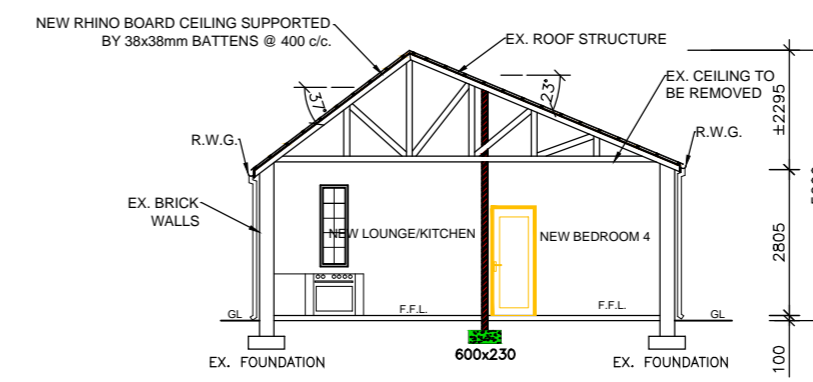 NEW RHINO BOARD CEILING SUPPORTED
BY 38x38mm BATTENS @ 400 c/c.
EX. ROOF STRUCTURE
EX. CEILING TO
BE REMOVED
37°
23°
±2295
R.W.G.
R.W.G.
EX. BRICK
WALLS
NEW LOUNGE/KITCHEN
NEW BEDROOM 4
2805
GL
F.F.L.
F.F.L.
GL
600x230
EX. FOUNDATION
EX. FOUNDATION
100